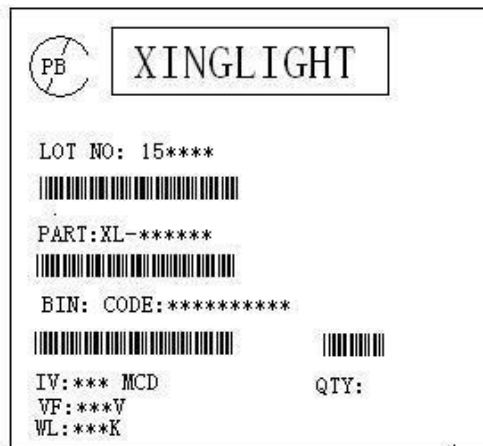 PB
XINGLIGHT
LOT NO: 15****
PART:XL-******
BIN: CODE:**********
IV:*** MCD QTY:
VF:***V
WL:***K